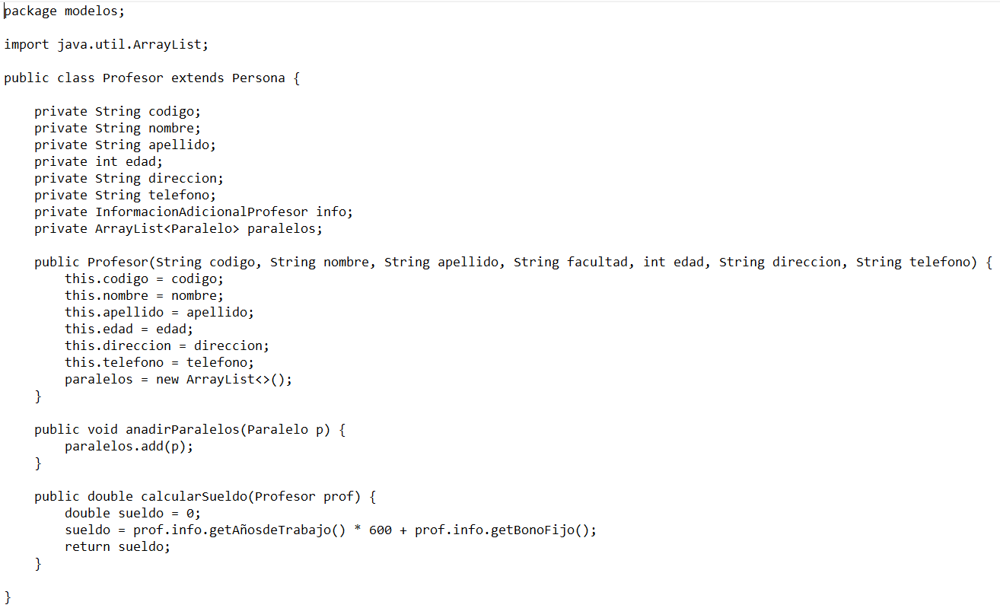 package modelos;

import java.util.ArrayList;

public class Profesor extends Persona {

    private String codigo;
    private String nombre;
    private String apellido;
    private int edad;
    private String direccion;
    private String telefono;
    private InformacionAdicionalProfesor info;
    private ArrayList<Paralelo> paralelos;

    public Profesor(String codigo, String nombre, String apellido, String facultad, int edad, String direccion, String telefono) {
        this.codigo = codigo;
        this.nombre = nombre;
        this.apellido = apellido;
        this.edad = edad;
        this.direccion = direccion;
        this.telefono = telefono;
        paralelos = new ArrayList<>();
    }

    public void anadirParalelos(Paralelo p) {
        paralelos.add(p);
    }

    public double calcularSueldo(Profesor prof) {
        double sueldo = 0;
        sueldo = prof.info.getAñosdeTrabajo() * 600 + prof.info.getBonoFijo();
        return sueldo;
    }

}